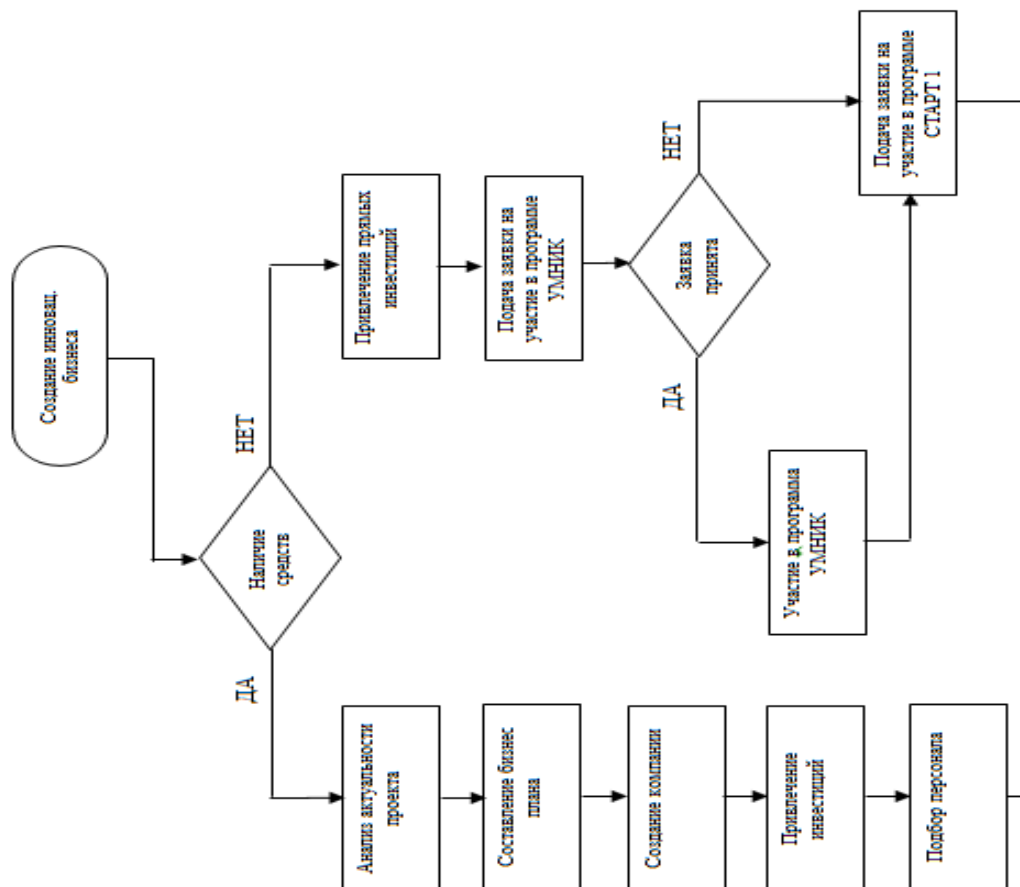 Создание инновац.
бизнеса
Наличие
средств
ДА
НЕТ
Анализ актуальности
проекта
Составление бизнес
плана
Создание компании
Привлечение
инвестиций
Подбор персонала
Привлечение прямых
инвестиций
Подача заявки на
участие в программе
УМНИК
Заявка
принята
ДА
НЕТ
Участие в программа
УМНИК
Подача заявки на
участие в программе
СТАРТ 1